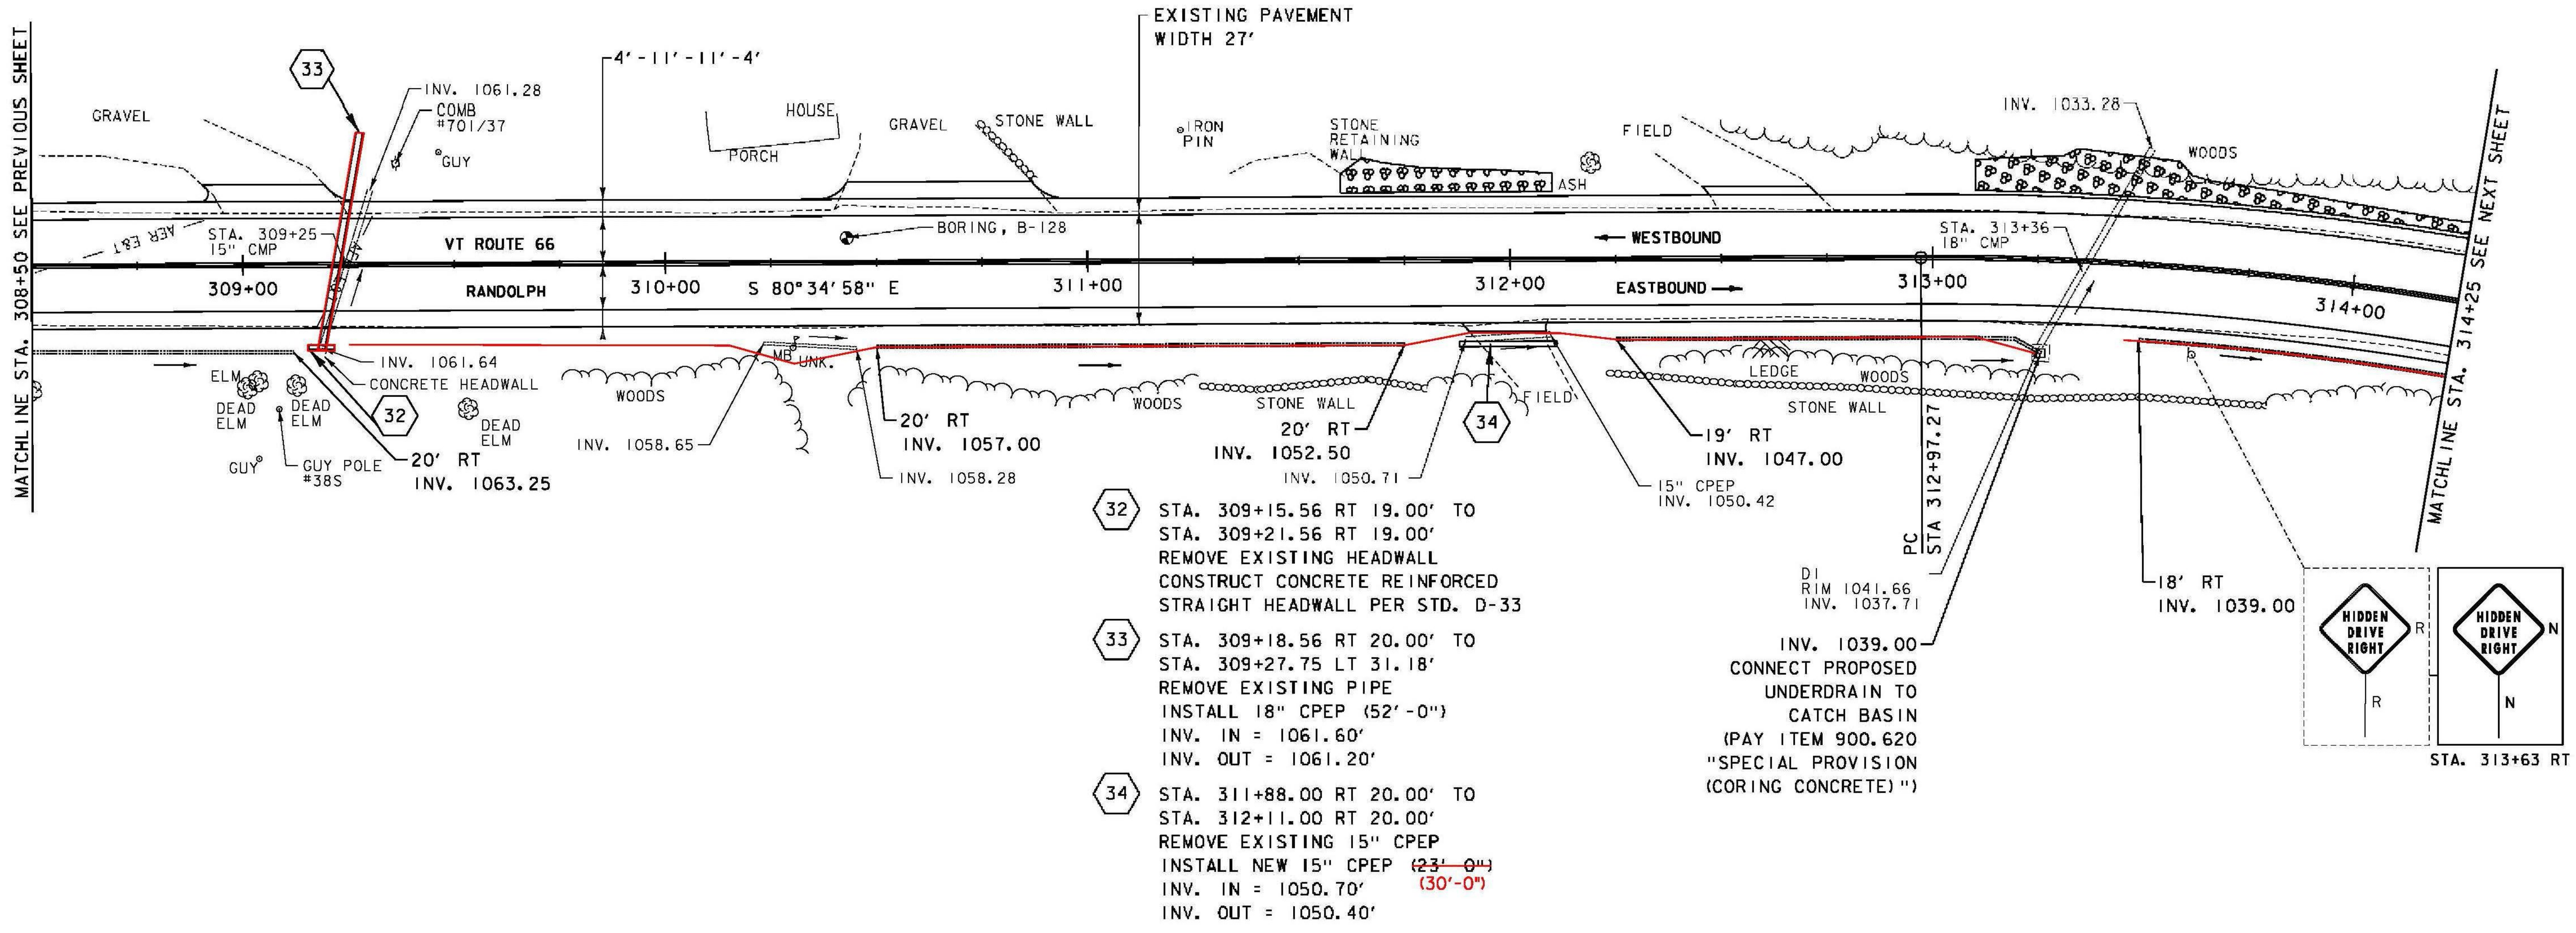 MATCHLINE STA. 308+50 SEE PREVIOUS SHEET
EXISTING PAVEMENT
WIDTH 27'
33
4'-11'-11'-4'
GRAVEL
INV. 1061.28
COMB
#701/37
GUY
HOUSE
PORCH
GRAVEL
STONE WALL
IRON
PIN
STONE
RETAINING
WALL
ASH
FIELD
INV. 1033.28
WOODS
AER E&T
STA. 309+25
15" CMP
VT ROUTE 66
BORING, B-128
WESTBOUND
STA. 313+36
18" CMP
309+00
RANDOLPH
310+00
S 80°34'58" E
311+00
312+00
EASTBOUND
313+00
314+00
MATCHLINE STA. 314+25 SEE NEXT SHEET
INV. 1061.64
CONCRETE HEADWALL
ELM
DEAD
ELM
DEAD
ELM
32
DEAD
ELM
GUY
GUY POLE
#38S
20' RT
INV. 1063.25
WOODS
MB
UNK.
INV. 1058.65
20' RT
INV. 1057.00
INV. 1058.28
WOODS
STONE WALL
20' RT
INV. 1052.50
INV. 1050.71
34
FIELD
15" CPEP
INV. 1050.42
19' RT
INV. 1047.00
LEDGE
WOODS
STONE WALL
PC
STA 312+97.27
DI
RIM 1041.66
INV. 1037.71
INV. 1039.00
CONNECT PROPOSED
UNDERDRAIN TO
CATCH BASIN
(PAY ITEM 900.620
"SPECIAL PROVISION
(CORING CONCRETE)")
18' RT
INV. 1039.00
HIDDEN
DRIVE
RIGHT
R
R
HIDDEN
DRIVE
RIGHT
N
N
STA. 313+63 RT
32
STA. 309+15.56 RT 19.00' TO
STA. 309+21.56 RT 19.00'
REMOVE EXISTING HEADWALL
CONSTRUCT CONCRETE REINFORCED
STRAIGHT HEADWALL PER STD. D-33
33
STA. 309+18.56 RT 20.00' TO
STA. 309+27.75 LT 31.18'
REMOVE EXISTING PIPE
INSTALL 18" CPEP (52'-0")
INV. IN = 1061.60'
INV. OUT = 1061.20'
34
STA. 311+88.00 RT 20.00' TO
STA. 312+11.00 RT 20.00'
REMOVE EXISTING 15" CPEP
INSTALL NEW 15" CPEP (23'-0")
(30'-0")
INV. IN = 1050.70'
INV. OUT = 1050.40'